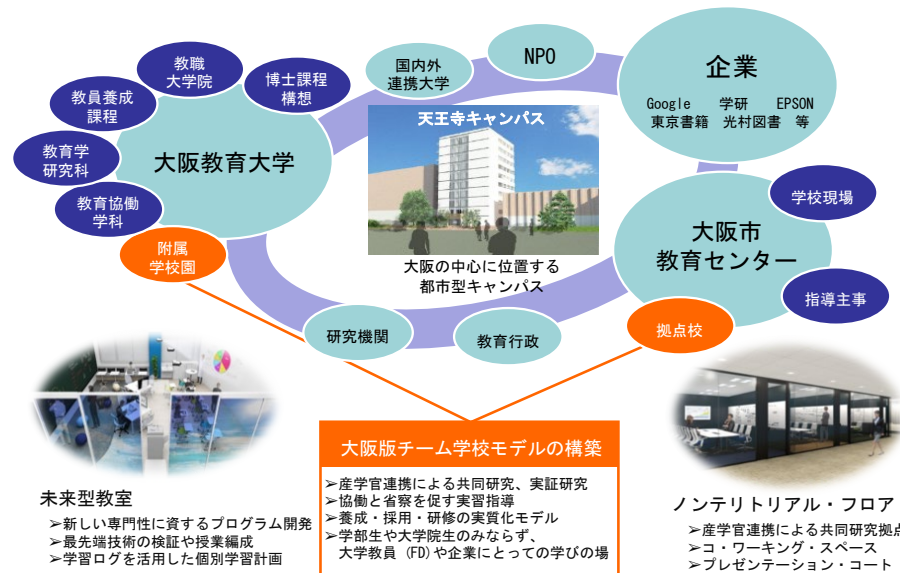 教職
大学院
博士課程
構想
教員養成
課程
教育学
研究科
教育協働
学科
附属
学校園
大阪教育大学
国内外
連携大学
NPO
企業
Google 学研 EPSON
東京書籍 光村図書 等
天王寺キャンパス
大阪の中心に位置する
都市型キャンパス
学校現場
大阪市
教育センター
指導主事
拠点校
研究機関
教育行政
大阪版チーム学校モデルの構築
➢産学官連携による共同研究、実証研究
➢協働と省察を促す実習指導
➢養成・採用・研修の実質化モデル
➢学部生や大学院生のみならず、
大学教員（FD)や企業にとっての学びの場
未来型教室
➢新しい専門性に資するプログラム開発
➢最先端技術の検証や授業編成
➢学習ログを活用した個別学習計画
ノンテリトリアル・フロア
➢産学官連携による共同研究拠点
➢コ・ワーキング・スペース
➢プレゼンテーション・コート